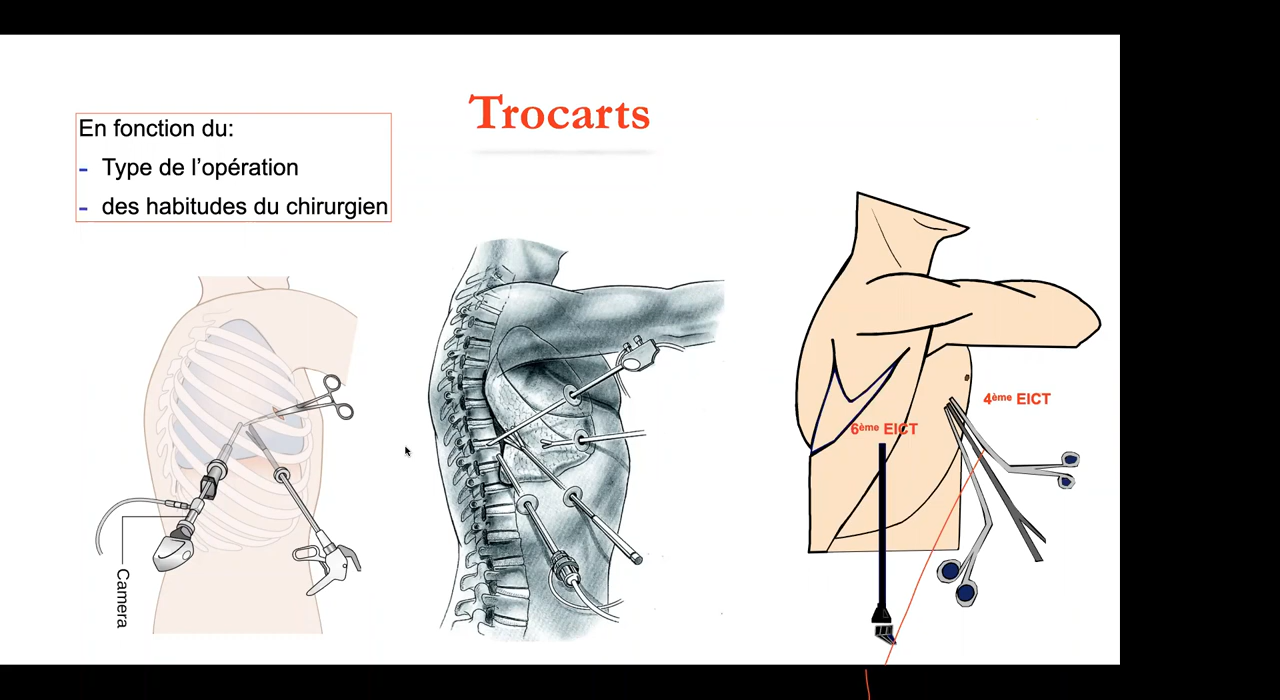 Trocarts
En fonction du:
- Type de l’opération
- des habitudes du chirurgien
Camera
6ème EICT
4ème EICT